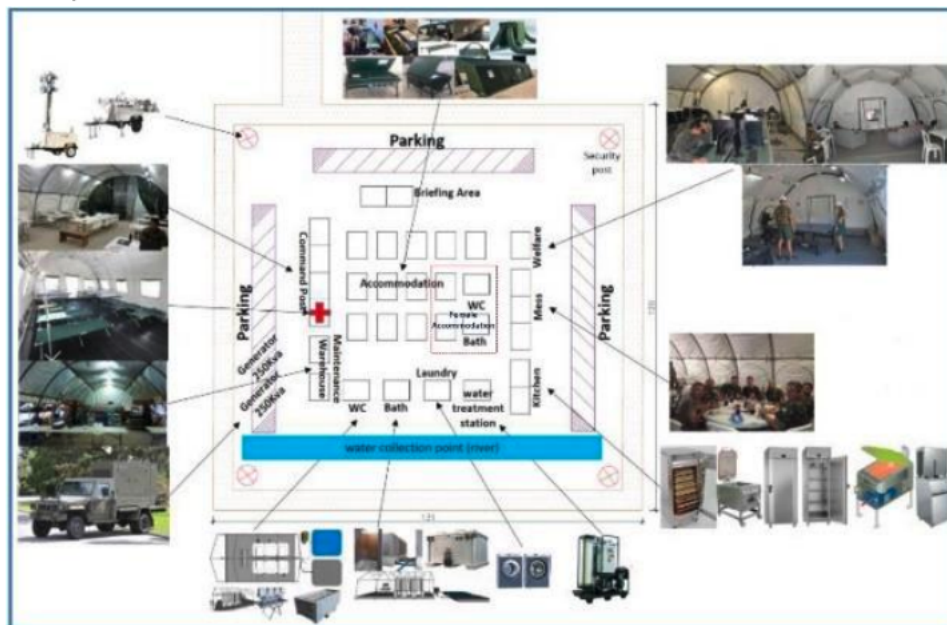 Parking
Security
post
Briefing Area
Command Post
Welfare
Accommodation
WC
Mess
Female
Accommodation
Bath
Parking
Parking
120
Generator
250Kva
Generator
250Kva
Maintenance
Warehouse
Laundry
Kitchen
WC
Bath
water
treatment
station
water collection point (river)